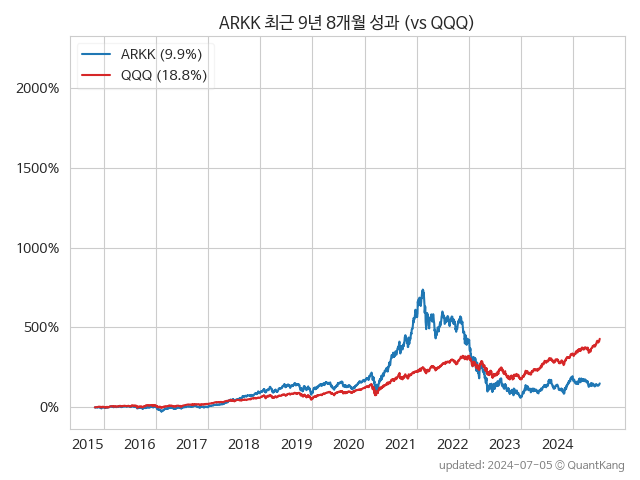 ARKK 최근 9년 8개월 성과 (vs QQQ)
ARKK (9.9%)
QQQ (18.8%)
2000%
1500%
1000%
500%
0%
2015 2016 2017 2018 2019 2020 2021 2022 2023 2024
updated: 2024-07-05 © QuantKang